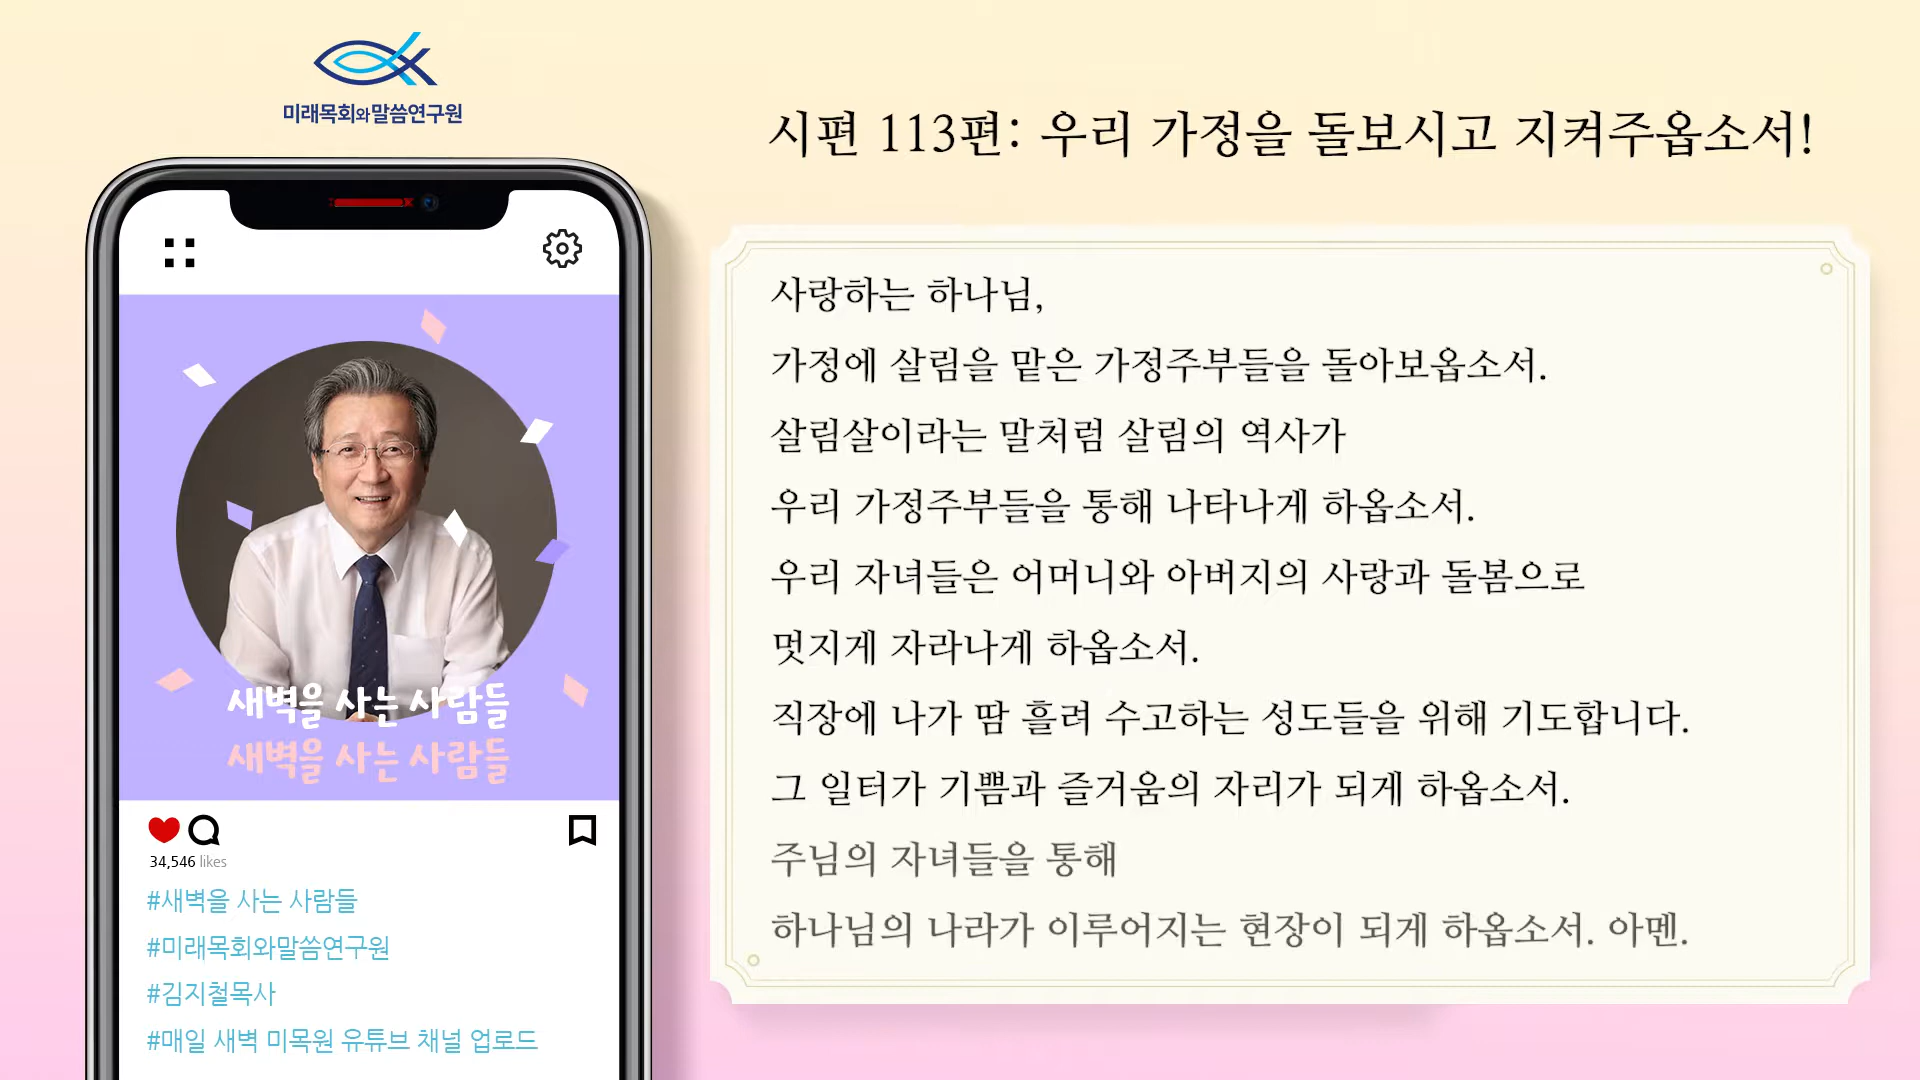 미래목회와말씀연구원
시편 113편: 우리 가정을 돌보시고 지켜주옵소서!
사랑하는 하나님,
가정에 살림을 맡은 가정주부들을 돌아보옵소서.
살림살이라는 말처럼 살림의 역사가
우리 가정주부들을 통해 나타나게 하옵소서.
우리 자녀들은 어머니와 아버지의 사랑과 돌봄으로
멋지게 자라나게 하옵소서.
직장에 나가 땀 흘려 수고하는 성도들을 위해 기도합니다.
그 일터가 기쁨과 즐거움의 자리가 되게 하옵소서.
주님의 자녀들을 통해
하나님의 나라가 이루어지는 현장이 되게 하옵소서. 아멘.
새벽을 사는 사람들
새벽을 사는 사람들
34,546 likes
#새벽을 사는 사람들
#미래목회와말씀연구원
#김지철목사
#매일 새벽 미목원 유튜브 채널 업로드